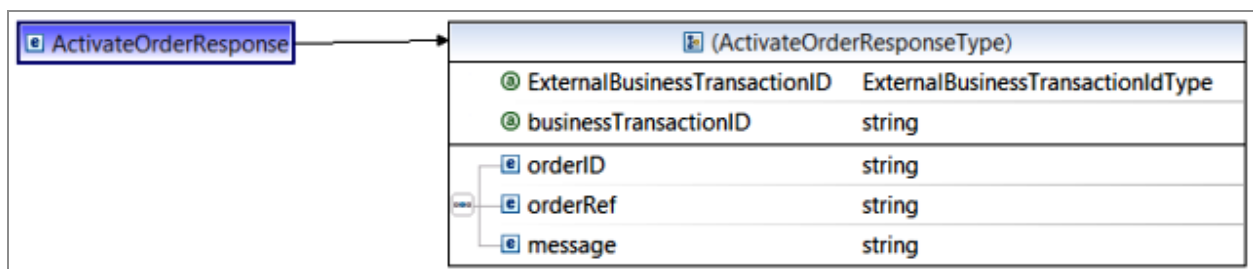 ActivateOrderResponse
(ActivateOrderResponseType)
ExternalBusinessTransactionID ExternalBusinessTransactionIdType
businessTransactionID string
orderID string
orderRef string
message string